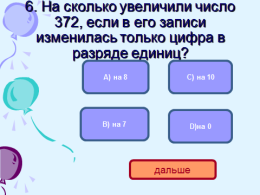 6. На сколько увеличили число
372, если в его записи
изменилась только цифра в
разряде единиц?
А) на 8
С) на 10
В) на 7
D)на 0
дальше